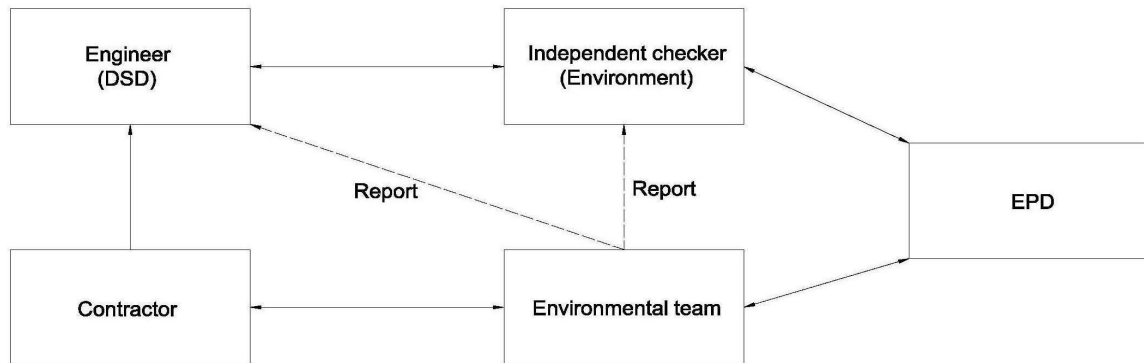 Engineer
(DSD)
Independent checker
(Environment)
Report
Report
EPD
Contractor
Environmental team